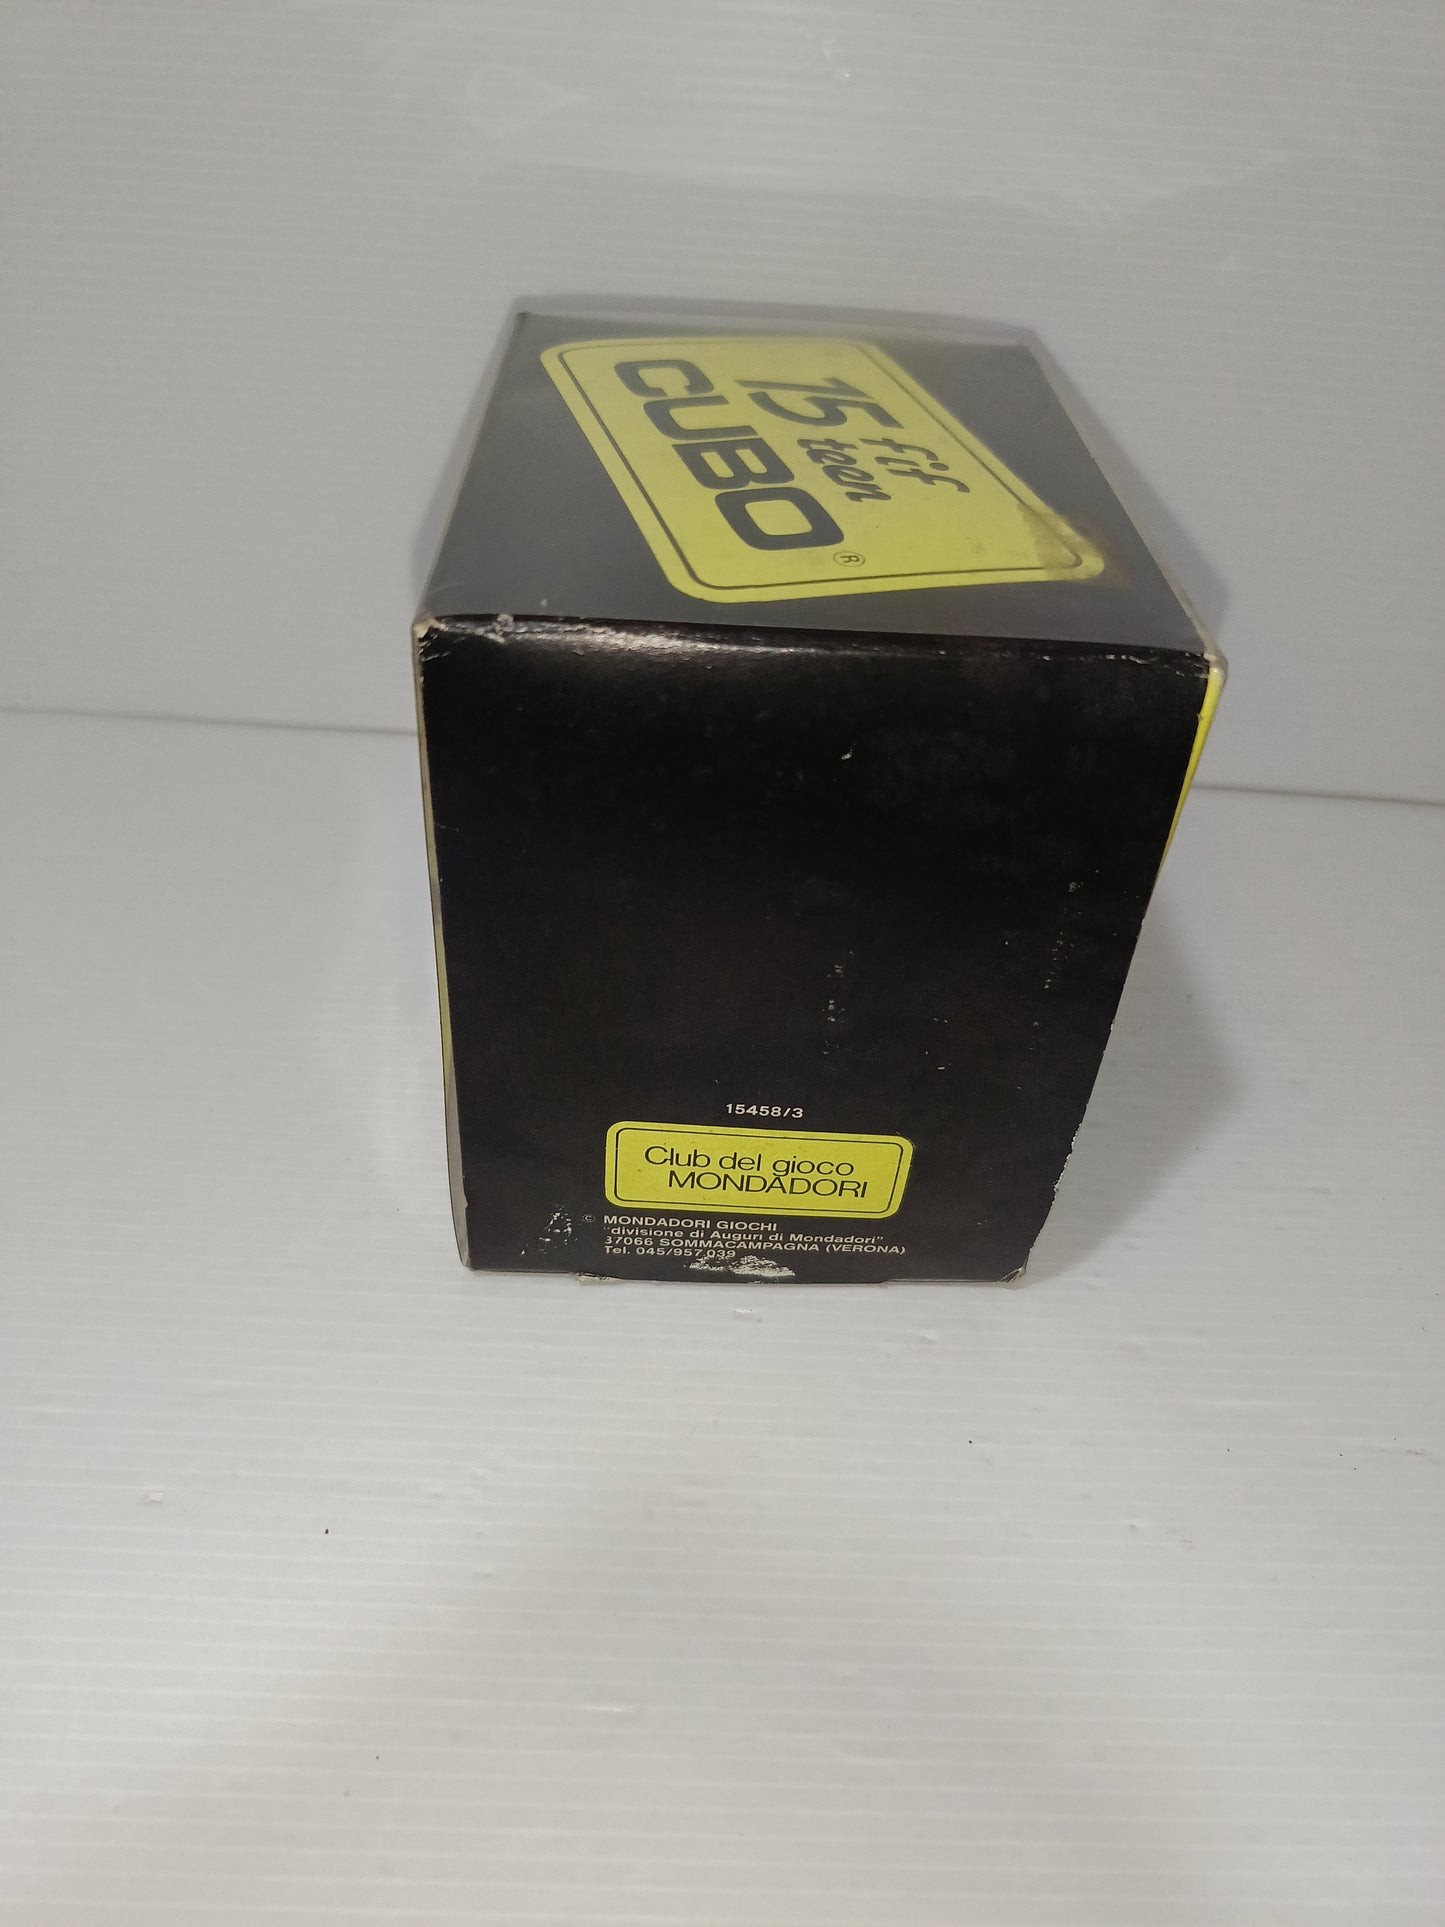 15 fif
teen
CUBO ®
15458/3
Club del gioco
MONDADORI
© MONDADORI GIOCHI
"divisione di Auguri di Mondadori"
37066 SOMMACAMPAGNA (VERONA)
Tel. 045/957.039